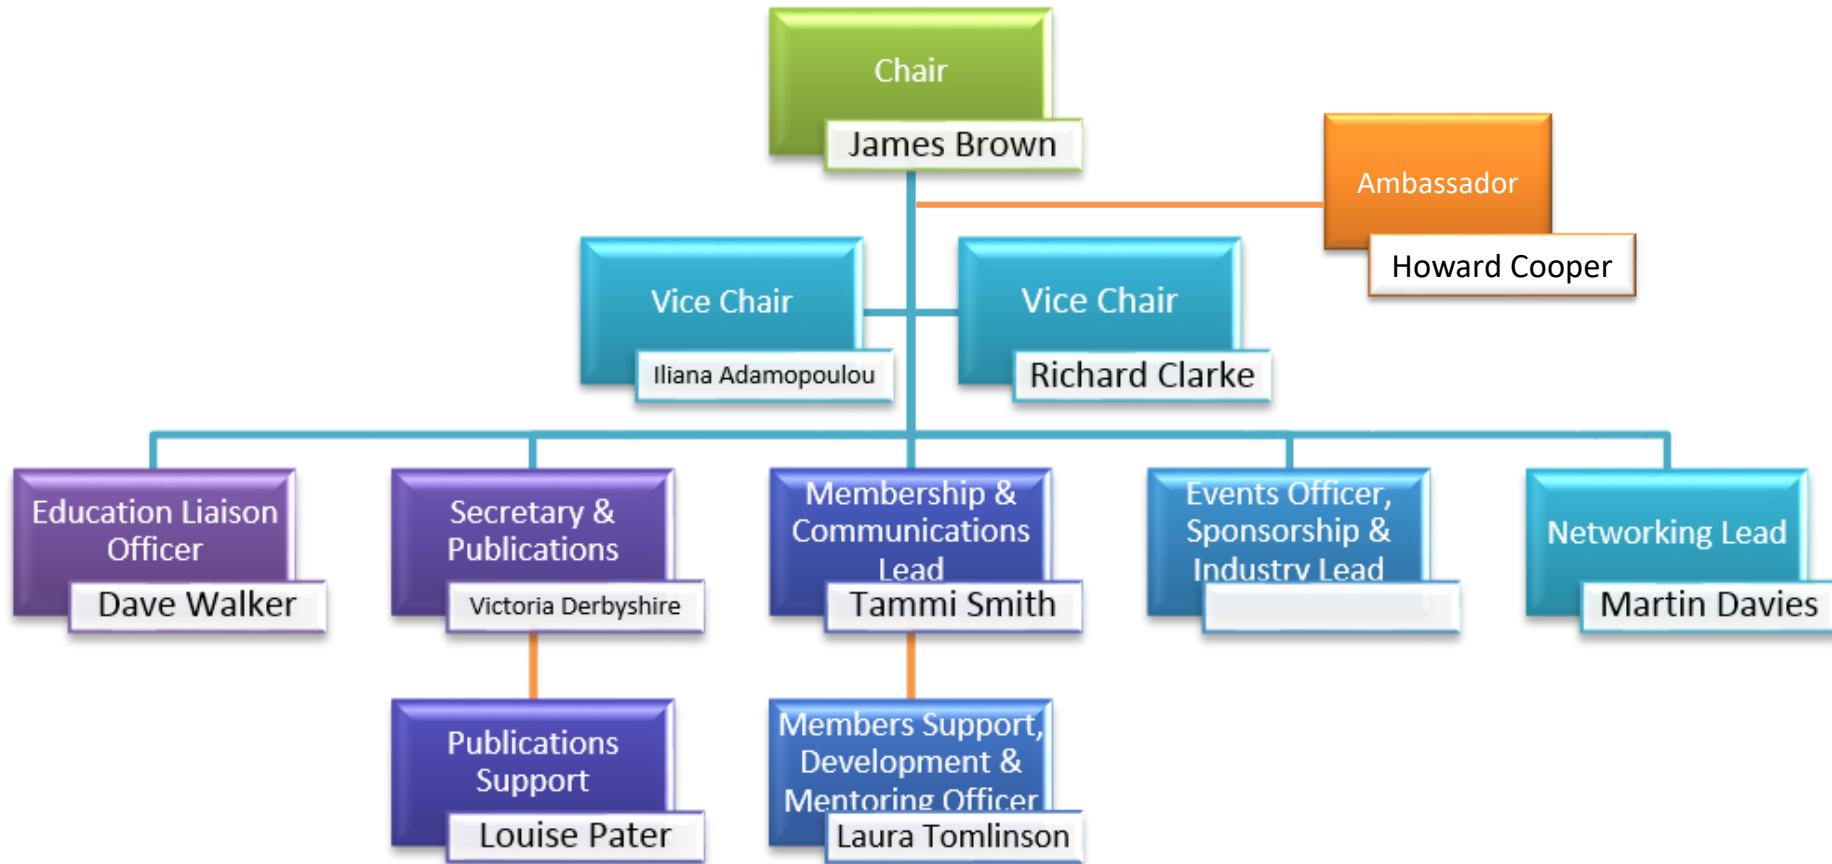 Chair
James Brown
Ambassador
Howard Cooper
Vice Chair
Iliana Adamopoulou
Vice Chair
Richard Clarke
Education Liaison
Officer
Dave Walker
Secretary &
Publications
Victoria Derbyshire
Membership &
Communications
Lead
Tammi Smith
Events Officer,
Sponsorship &
Industry Lead
Networking Lead
Martin Davies
Publications
Support
Louise Pater
Members Support,
Development &
Mentoring Officer
Laura Tomlinson